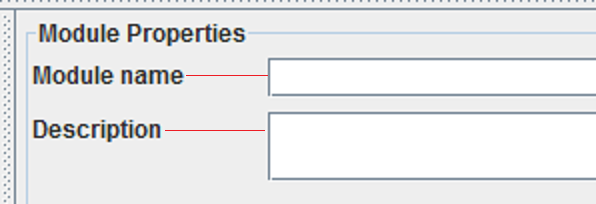 Module Properties
Module name
Description